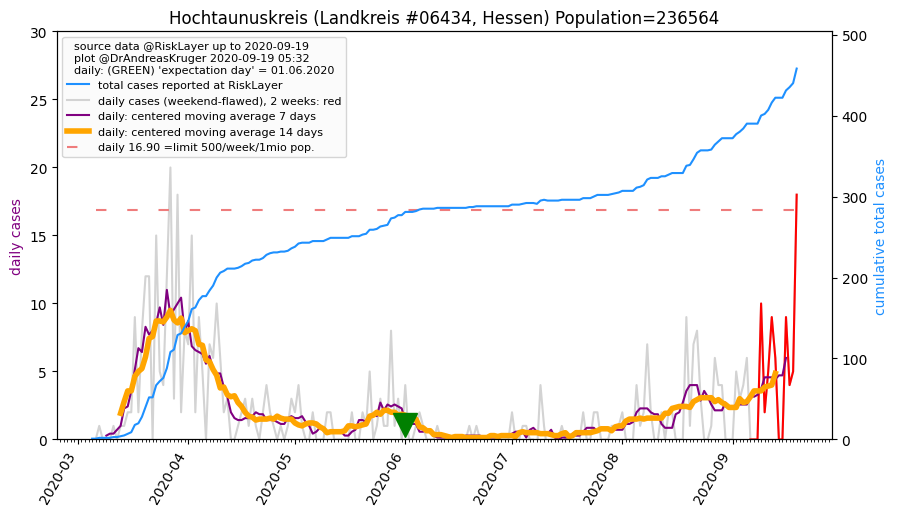 Hochtaunuskreis (Landkreis #06434, Hessen) Population=236564
source data @RiskLayer up to 2020-09-19
plot @DrAndreasKruger 2020-09-19 05:32
daily: (GREEN) 'expectation day' = 01.06.2020
total cases reported at RiskLayer
daily cases (weekend-flawed), 2 weeks: red
daily: centered moving average 7 days
daily: centered moving average 14 days
daily 16.90 =limit 500/week/1mio pop.
daily cases
30
25
20
15
10
5
0
cumulative total cases
500
400
300
200
100
0
2020-03
2020-04
2020-05
2020-06
2020-07
2020-08
2020-09